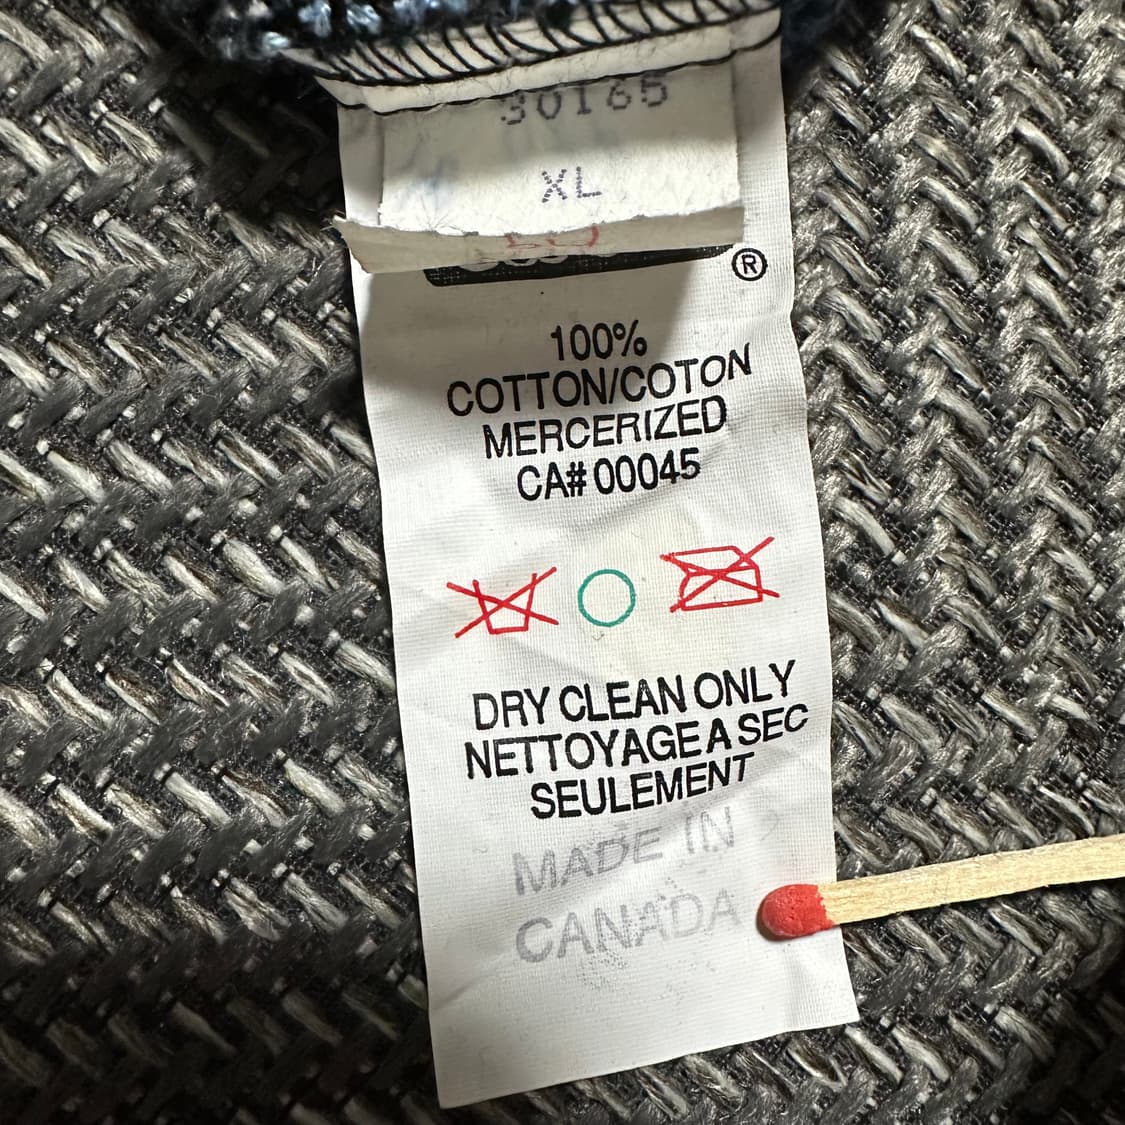 30165
XL
®
100%
COTTON/COTON
MERCERIZED
CA# 00045
DRY CLEAN ONLY
NETTOYAGE A SEC
SEULEMENT
MADE IN
CANADA